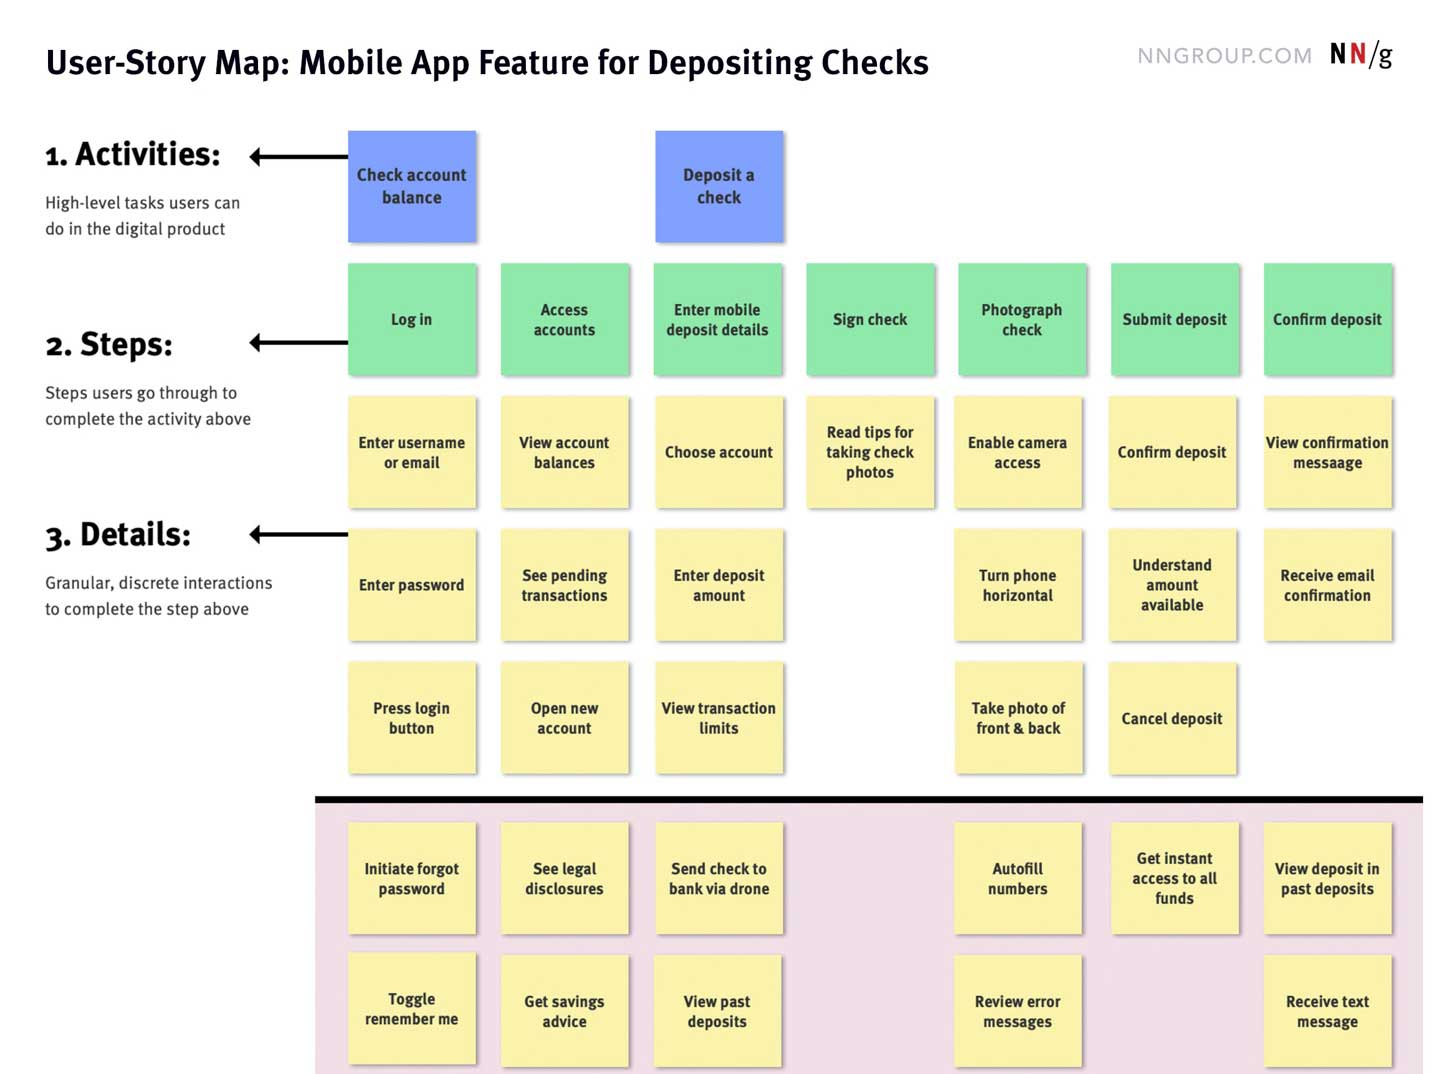 User-Story Map: Mobile App Feature for Depositing Checks
NNGROUP.COM NN/g
1. Activities:
High-level tasks users can
do in the digital product
Check account
balance
Deposit a
check
2. Steps:
Steps users go through to
complete the activity above
Log in
Access
accounts
Enter mobile
deposit details
Sign check
Photograph
check
Submit deposit
Confirm deposit
3. Details:
Granular, discrete interactions
to complete the step above
Enter username
or email
View account
balances
Choose account
Read tips for
taking check
photos
Enable camera
access
Confirm deposit
View confirmation
messaage
Enter password
See pending
transactions
Enter deposit
amount
Turn phone
horizontal
Understand
amount
available
Receive email
confirmation
Press login
button
Open new
account
View transaction
limits
Take photo of
front & back
Cancel deposit
Initiate forgot
password
See legal
disclosures
Send check to
bank via drone
Autofill
numbers
Get instant
access to all
funds
View deposit in
past deposits
Toggle
remember me
Get savings
advice
View past
deposits
Review error
messages
Receive text
message